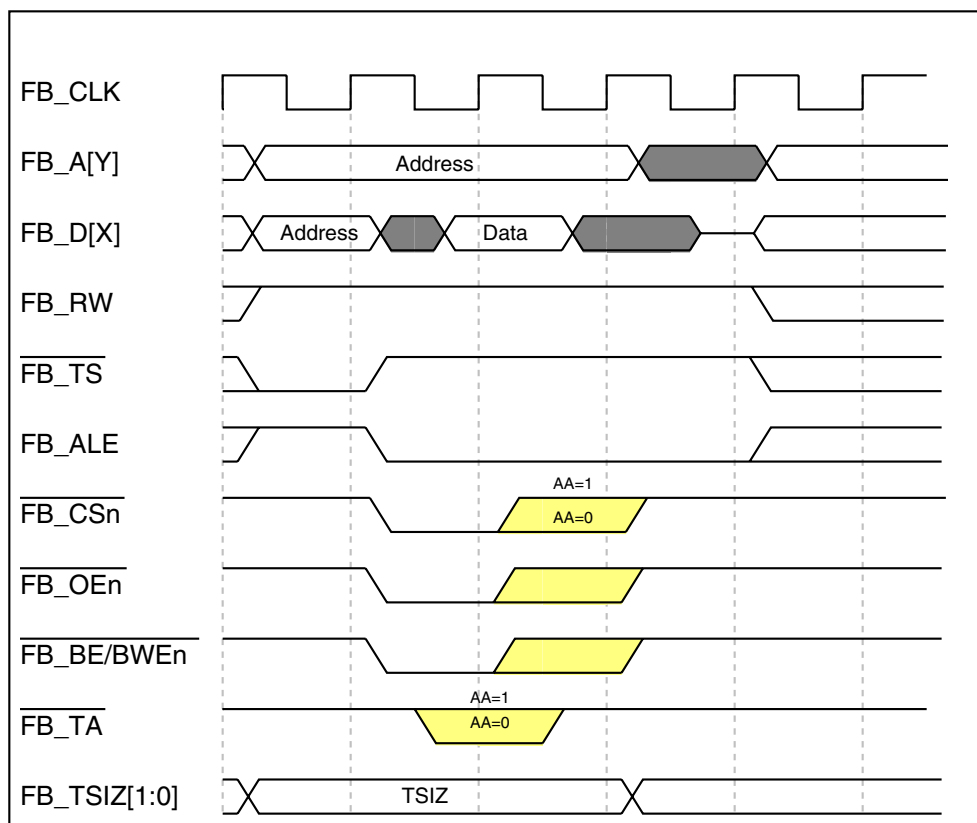 FB_CLK
FB_A[Y] Address
FB_D[X] Address Data
FB_RW
FB_TS
FB_ALE
AA=1
FB_CSn AA=0
FB_OEn
FB_BE/BWEn
AA=1
FB_TA AA=0
FB_TSIZ[1:0] TSIZ